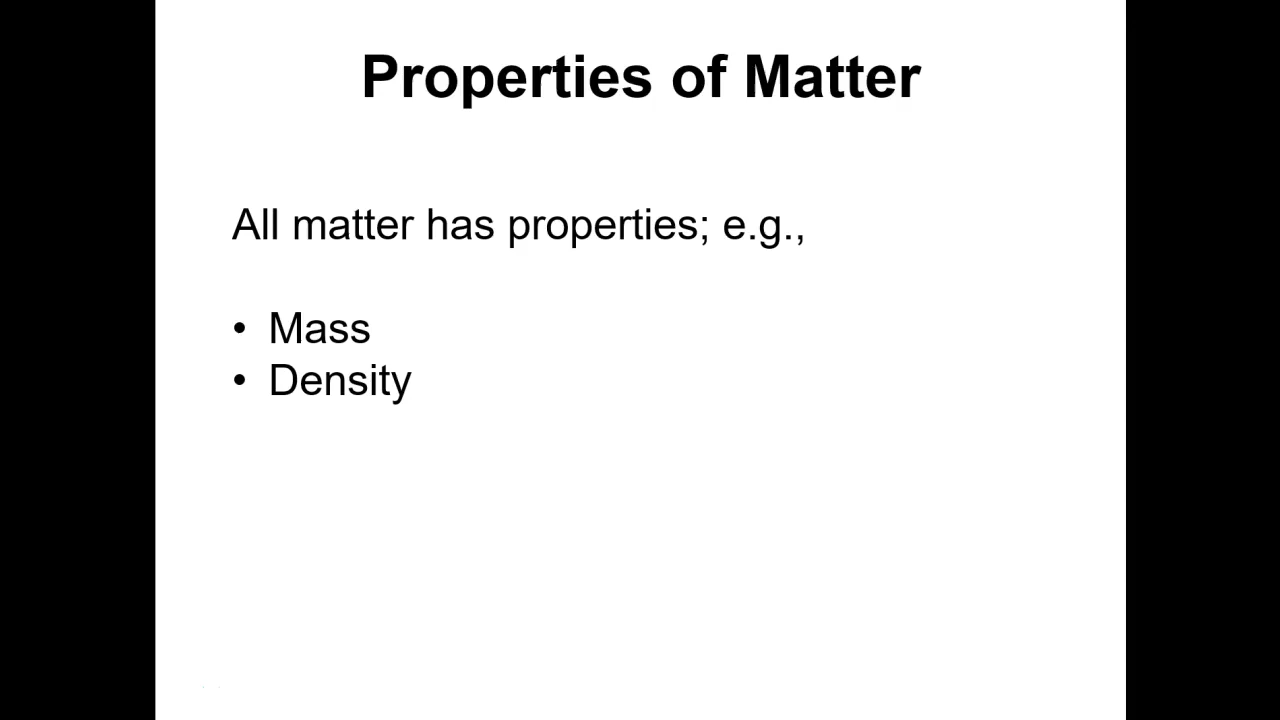 Properties of Matter
All matter has properties; e.g.,
• Mass
• Density